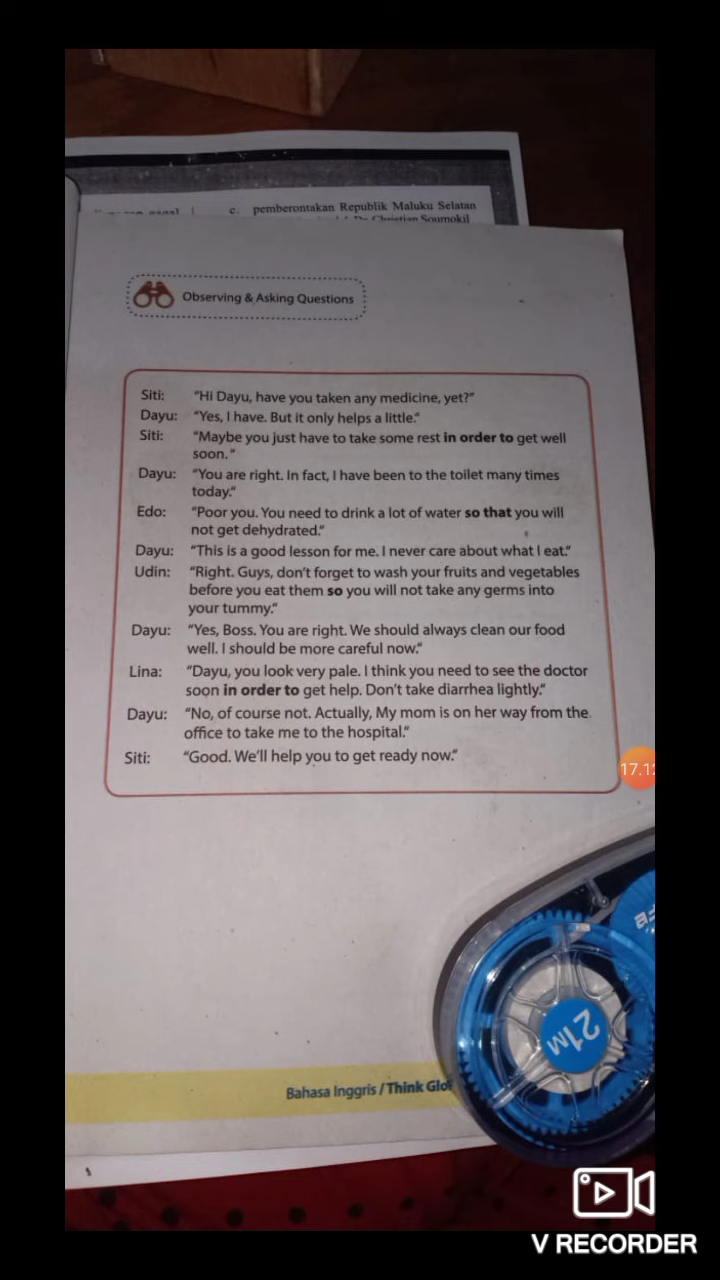 c. pemberontakan Republik Maluku Selatan
Christian Soumokil
Observing & Asking Questions
Siti: "Hi Dayu, have you taken any medicine, yet?"
Dayu: "Yes, I have. But it only helps a little."
Siti: "Maybe you just have to take some rest in order to get well
soon."
Dayu: "You are right. In fact, I have been to the toilet many times
today."
Edo: "Poor you. You need to drink a lot of water so that you will
not get dehydrated."
Dayu: "This is a good lesson for me. I never care about what I eat."
Udin: "Right. Guys, don't forget to wash your fruits and vegetables
before you eat them so you will not take any germs into
your tummy."
Dayu: "Yes, Boss. You are right. We should always clean our food
well. I should be more careful now."
Lina: "Dayu, you look very pale. I think you need to see the doctor
soon in order to get help. Don't take diarrhea lightly."
Dayu: "No, of course not. Actually, My mom is on her way from the
office to take me to the hospital."
Siti: "Good. We'll help you to get ready now."
17.12
21M
Bahasa Inggris / Think Glo
V RECORDER